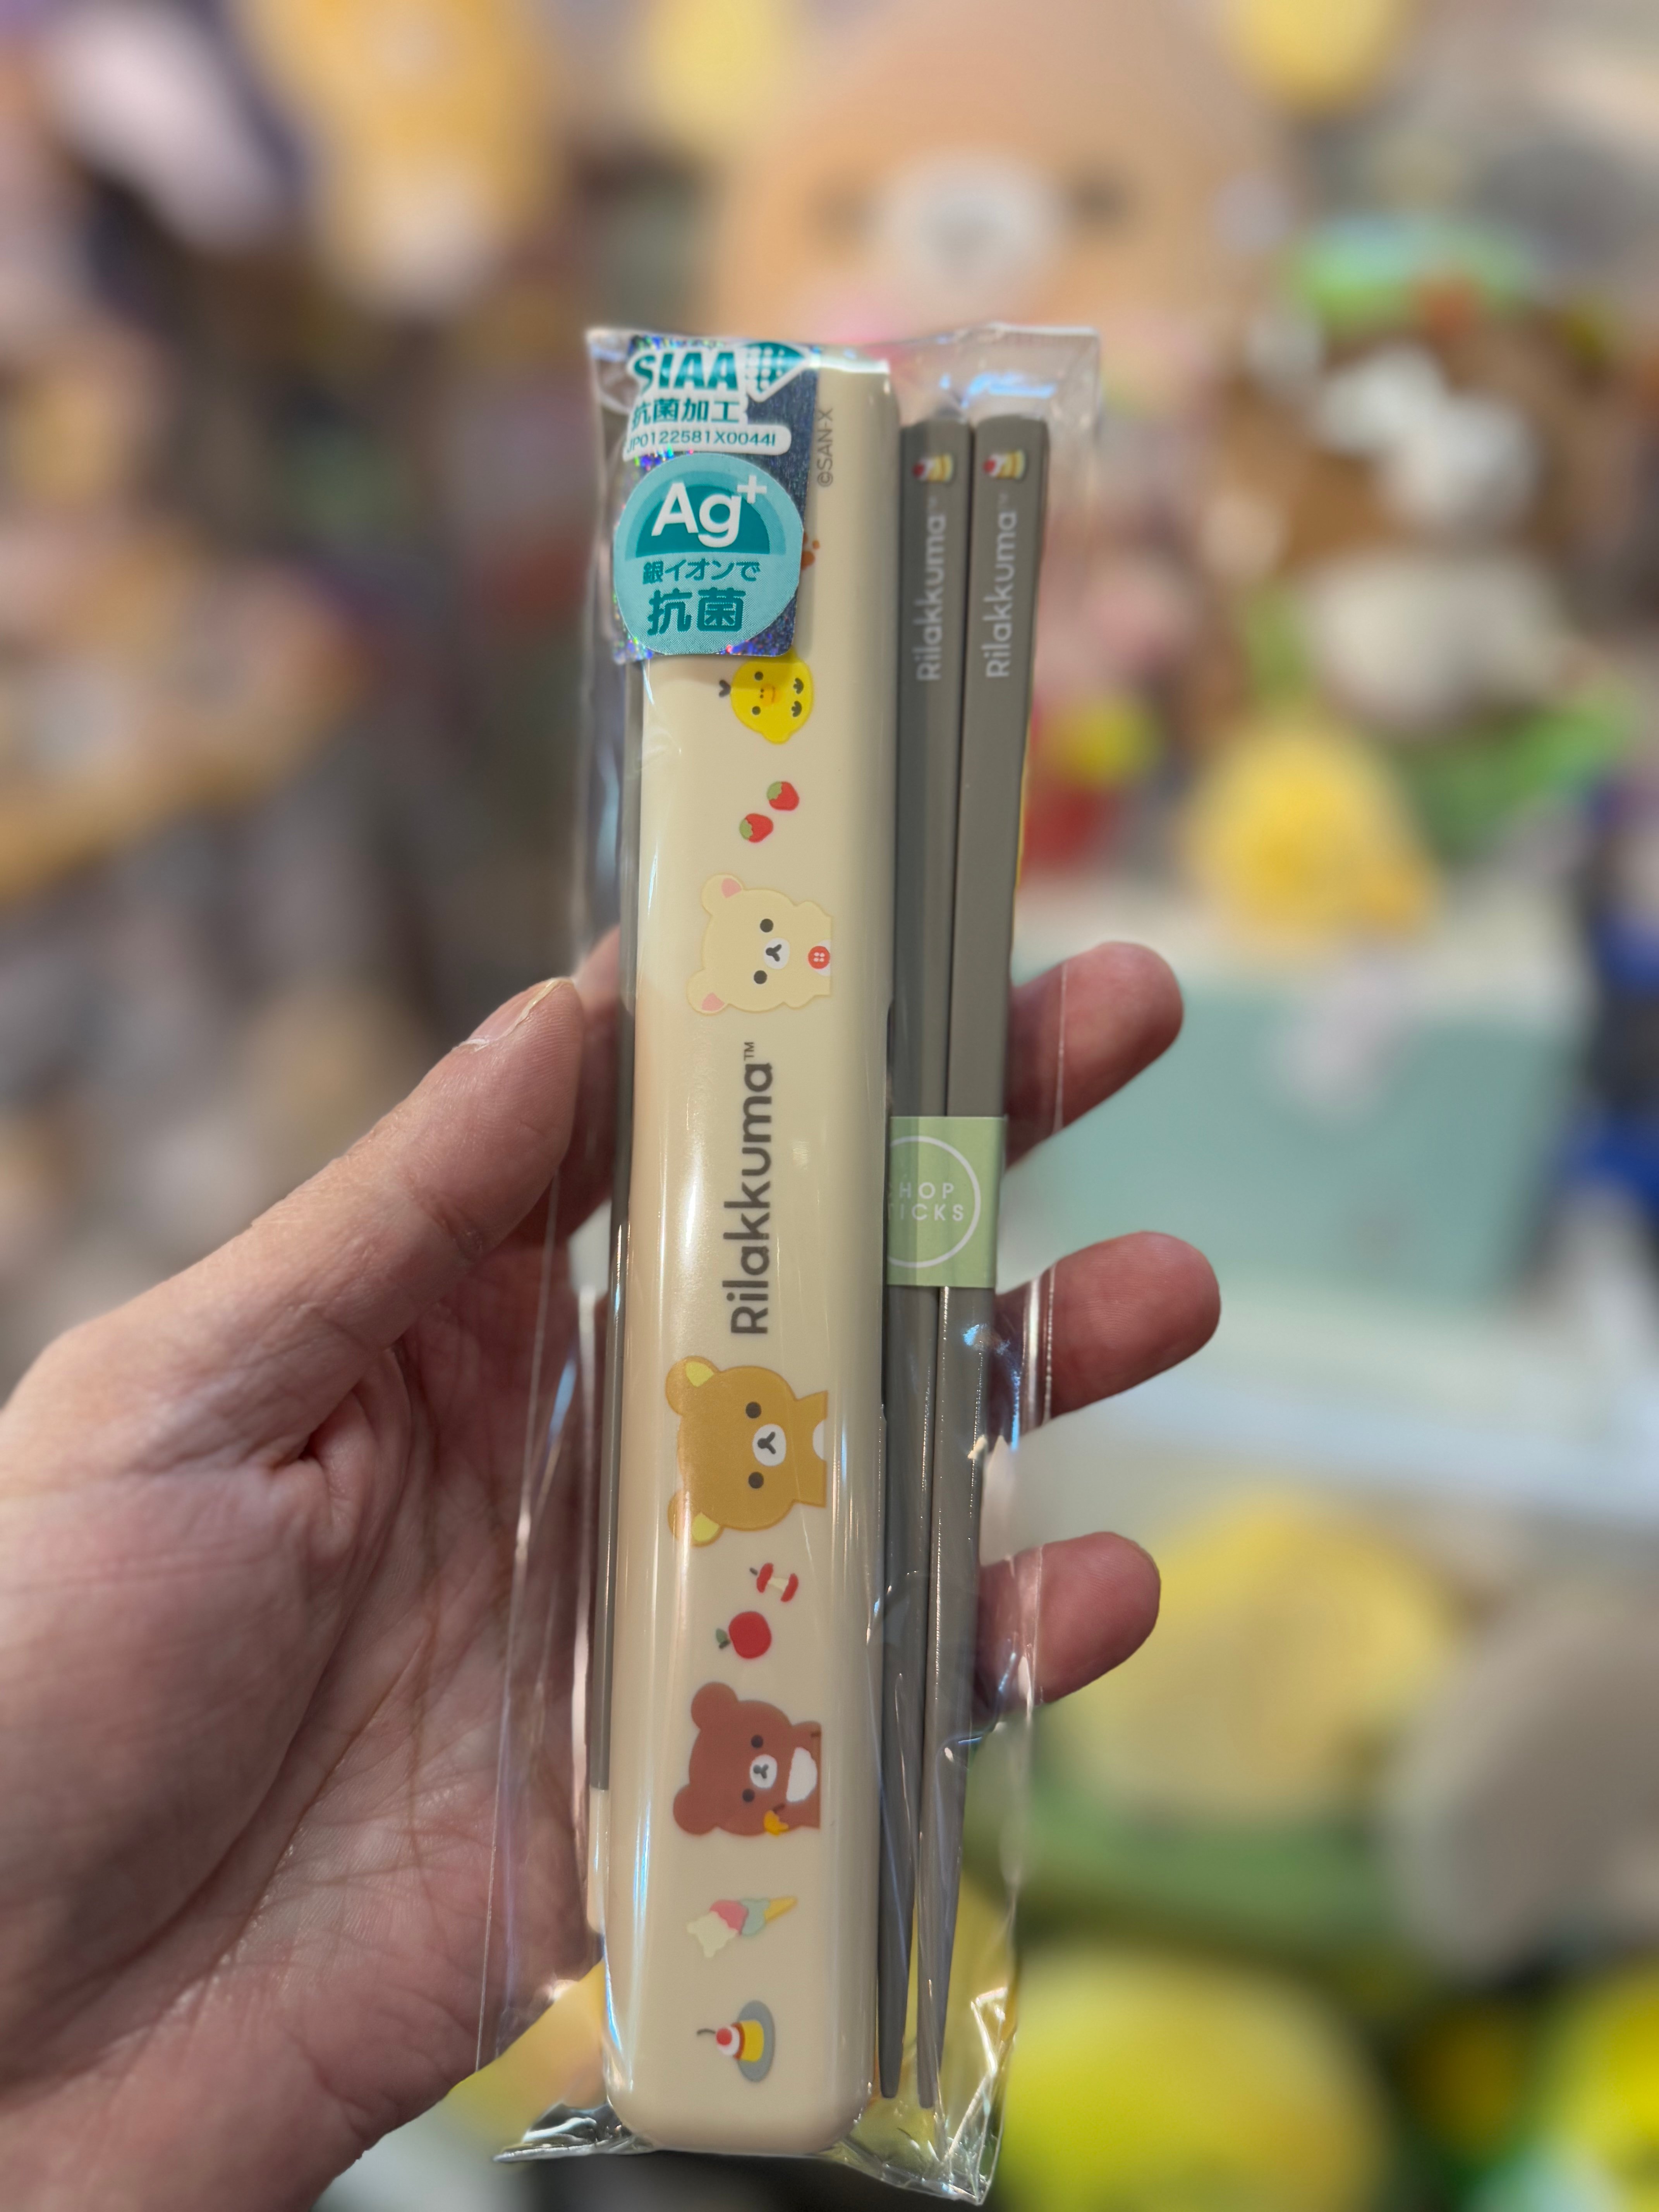 SIAA
抗菌加工
JP0122581X0044I
Ag+
銀イオンで
抗菌
©SAN-X
Rilakkuma™
Rilakkuma™
Rilakkuma™